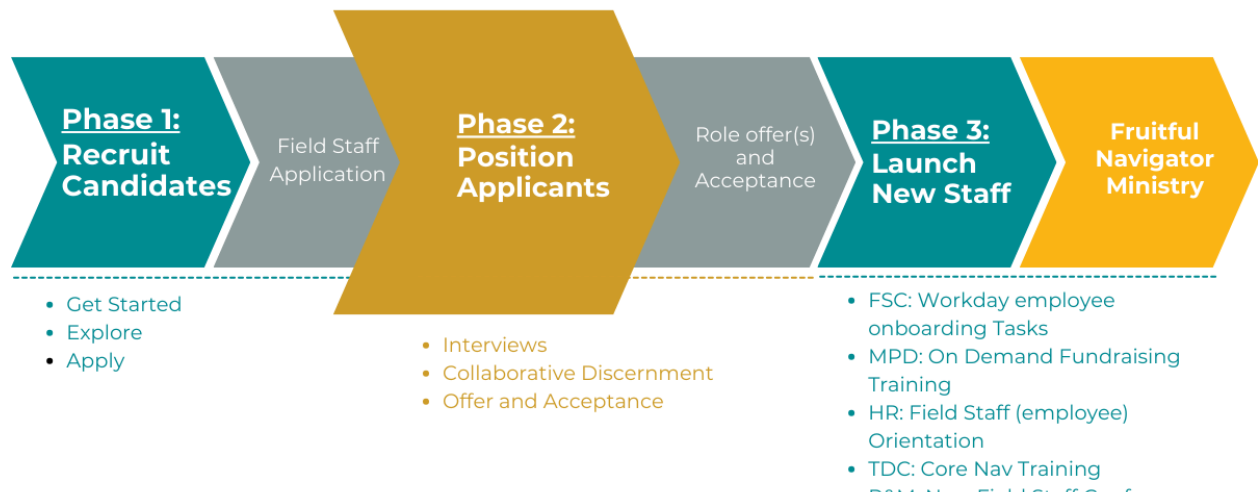 Phase 1:
Recruit
Candidates
Field Staff
Application
Phase 2:
Position
Applicants
Role offer(s)
and
Acceptance
Phase 3:
Launch
New Staff
Fruitful
Navigator
Ministry
• Get Started
• Explore
• Apply
• Interviews
• Collaborative Discernment
• Offer and Acceptance
• FSC: Workday employee
onboarding Tasks
• MPD: On Demand Fundraising
Training
• HR: Field Staff (employee)
Orientation
• TDC: Core Nav Training